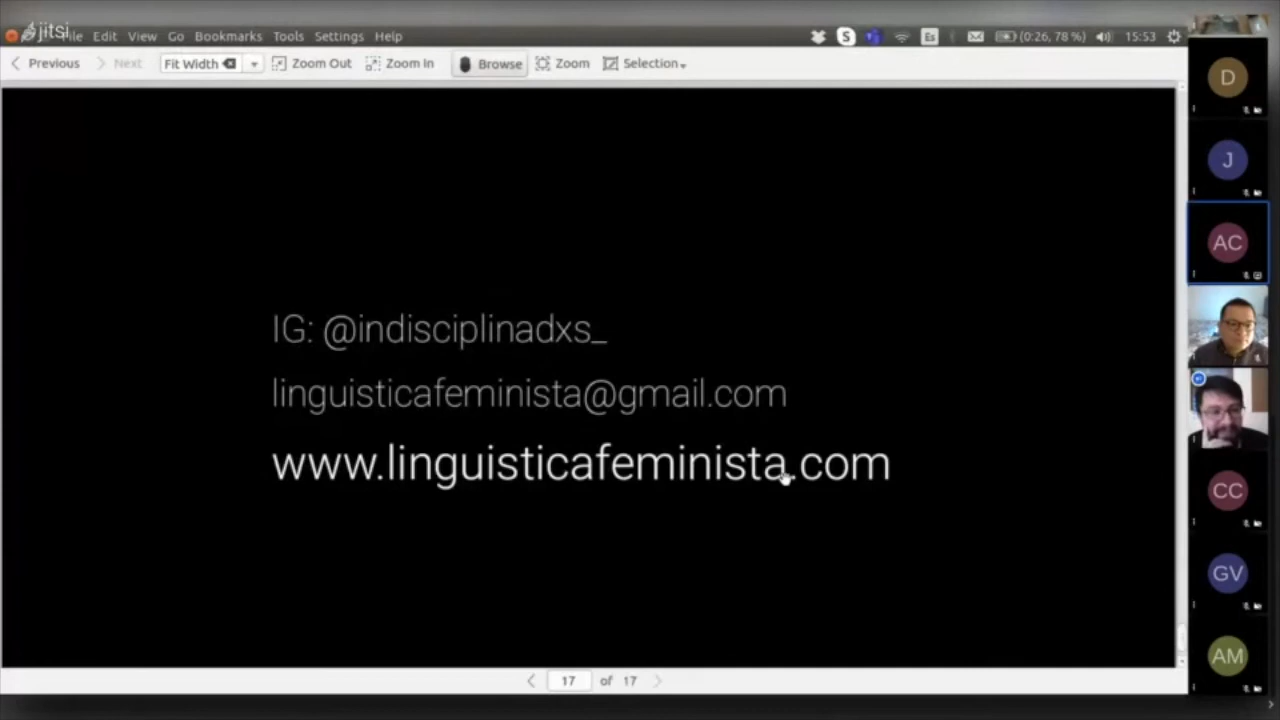 jitsi
File Edit View Go Bookmarks Tools Settings Help
S Es (0:26, 78 %) 15:53
Previous Next Fit Width Zoom Out Zoom In Browse Zoom Selection
D
J
AC
IG: @indisciplinadxs_
linguisticafeminista@gmail.com
www.linguisticafeminista.com
CC
GV
AM
17 of 17